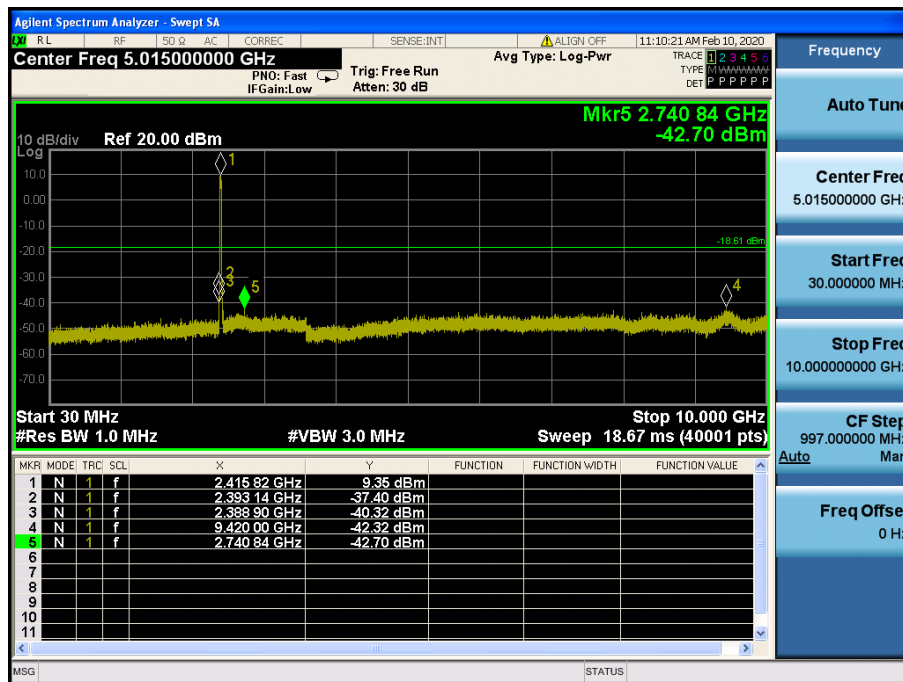 Agilent Spectrum Analyzer - Swept SA
LXI RL RF 50 Ω AC CORREC SENSE:INT ALIGN OFF 11:10:21 AM Feb 10, 2020
Center Freq 5.015000000 GHz
PNO: Fast
IFGain:Low
Trig: Free Run
Atten: 30 dB
Avg Type: Log-Pwr
TRACE 1 2 3 4 5 6
TYPE M WWWWW
DET P P P P P P
Mkr5 2.740 84 GHz
-42.70 dBm
10 dB/div Ref 20.00 dBm
Log
10.0
0.00
-10.0
-20.0
-30.0
-40.0
-50.0
-60.0
-70.0
1
2
3
5
4
-18.61 dBm
Start 30 MHz Stop 10.000 GHz
#Res BW 1.0 MHz #VBW 3.0 MHz Sweep 18.67 ms (40001 pts)
MKR MODE TRC SCL X Y FUNCTION FUNCTION WIDTH FUNCTION VALUE
1 N 1 f 2.415 82 GHz 9.35 dBm
2 N 1 f 2.393 14 GHz -37.40 dBm
3 N 1 f 2.388 90 GHz -40.32 dBm
4 N 1 f 9.420 00 GHz -42.32 dBm
5 N 1 f 2.740 84 GHz -42.70 dBm
6
7
8
9
10
11
MSG STATUS
Frequency
Auto Tune
Center Freq
5.015000000 GHz
Start Freq
30.000000 MHz
Stop Freq
10.000000000 GHz
CF Step
997.000000 MHz
Auto Man
Freq Offset
0 Hz